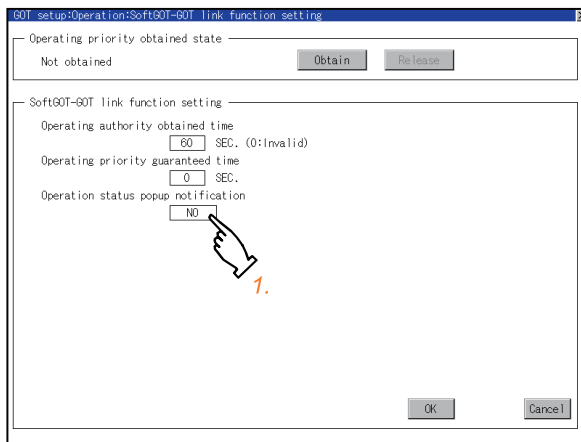 GOT setup:Operation:SoftGOT-GOT link function setting
Operating priority obtained state
Not obtained Obtain Release
SoftGOT-GOT link function setting
Operating authority obtained time
60 SEC. (0:Invalid)
Operating priority guaranteed time
0 SEC.
Operation status popup notification
NO
1.
OK Cancel